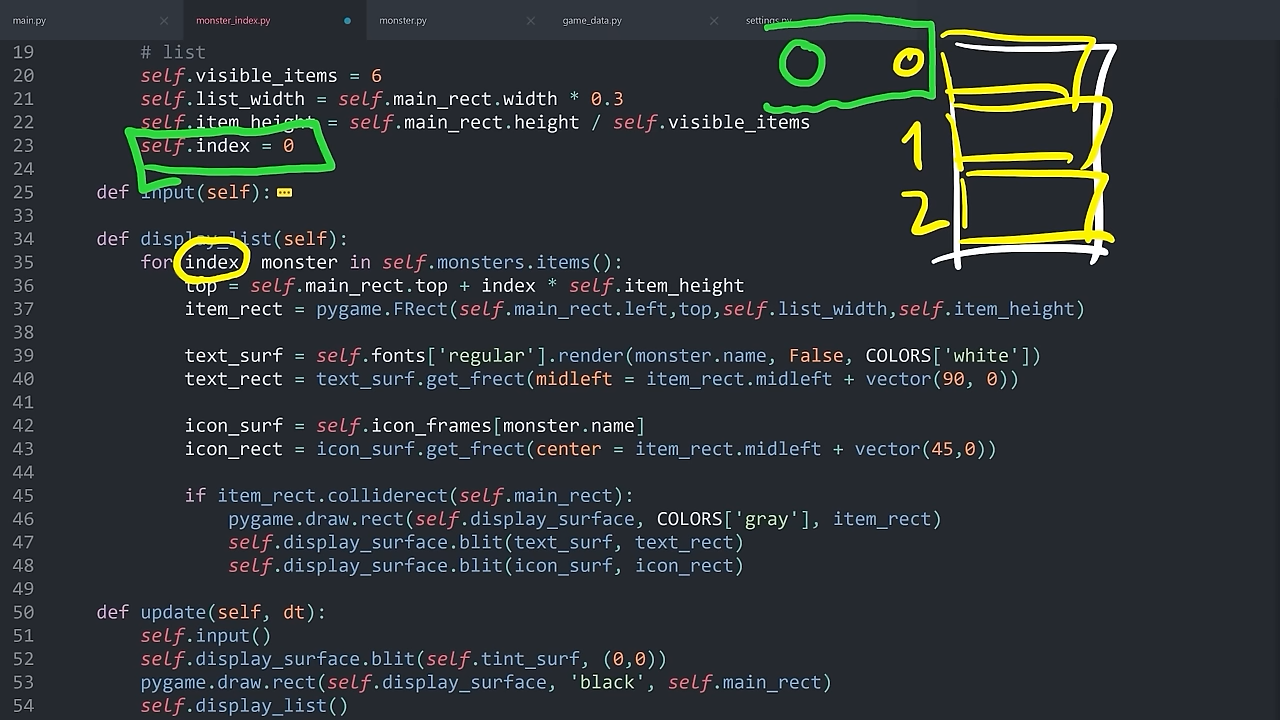 main.py monster_index.py monster.py game_data.py settings.py
19 # list
20 self.visible_items = 6
21 self.list_width = self.main_rect.width * 0.3
22 self.item_height = self.main_rect.height / self.visible_items
23 self.index = 0
24
25 def input(self):
33
34 def display_list(self):
35 for index, monster in self.monsters.items():
36 top = self.main_rect.top + index * self.item_height
37 item_rect = pygame.FRect(self.main_rect.left,top,self.list_width,self.item_height)
38
39 text_surf = self.fonts['regular'].render(monster.name, False, COLORS['white'])
40 text_rect = text_surf.get_frect(midleft = item_rect.midleft + vector(90, 0))
41
42 icon_surf = self.icon_frames[monster.name]
43 icon_rect = icon_surf.get_frect(center = item_rect.midleft + vector(45,0))
44
45 if item_rect.colliderect(self.main_rect):
46 pygame.draw.rect(self.display_surface, COLORS['gray'], item_rect)
47 self.display_surface.blit(text_surf, text_rect)
48 self.display_surface.blit(icon_surf, icon_rect)
49
50 def update(self, dt):
51 self.input()
52 self.display_surface.blit(self.tint_surf, (0,0))
53 pygame.draw.rect(self.display_surface, 'black', self.main_rect)
54 self.display_list()
0 0
1
2